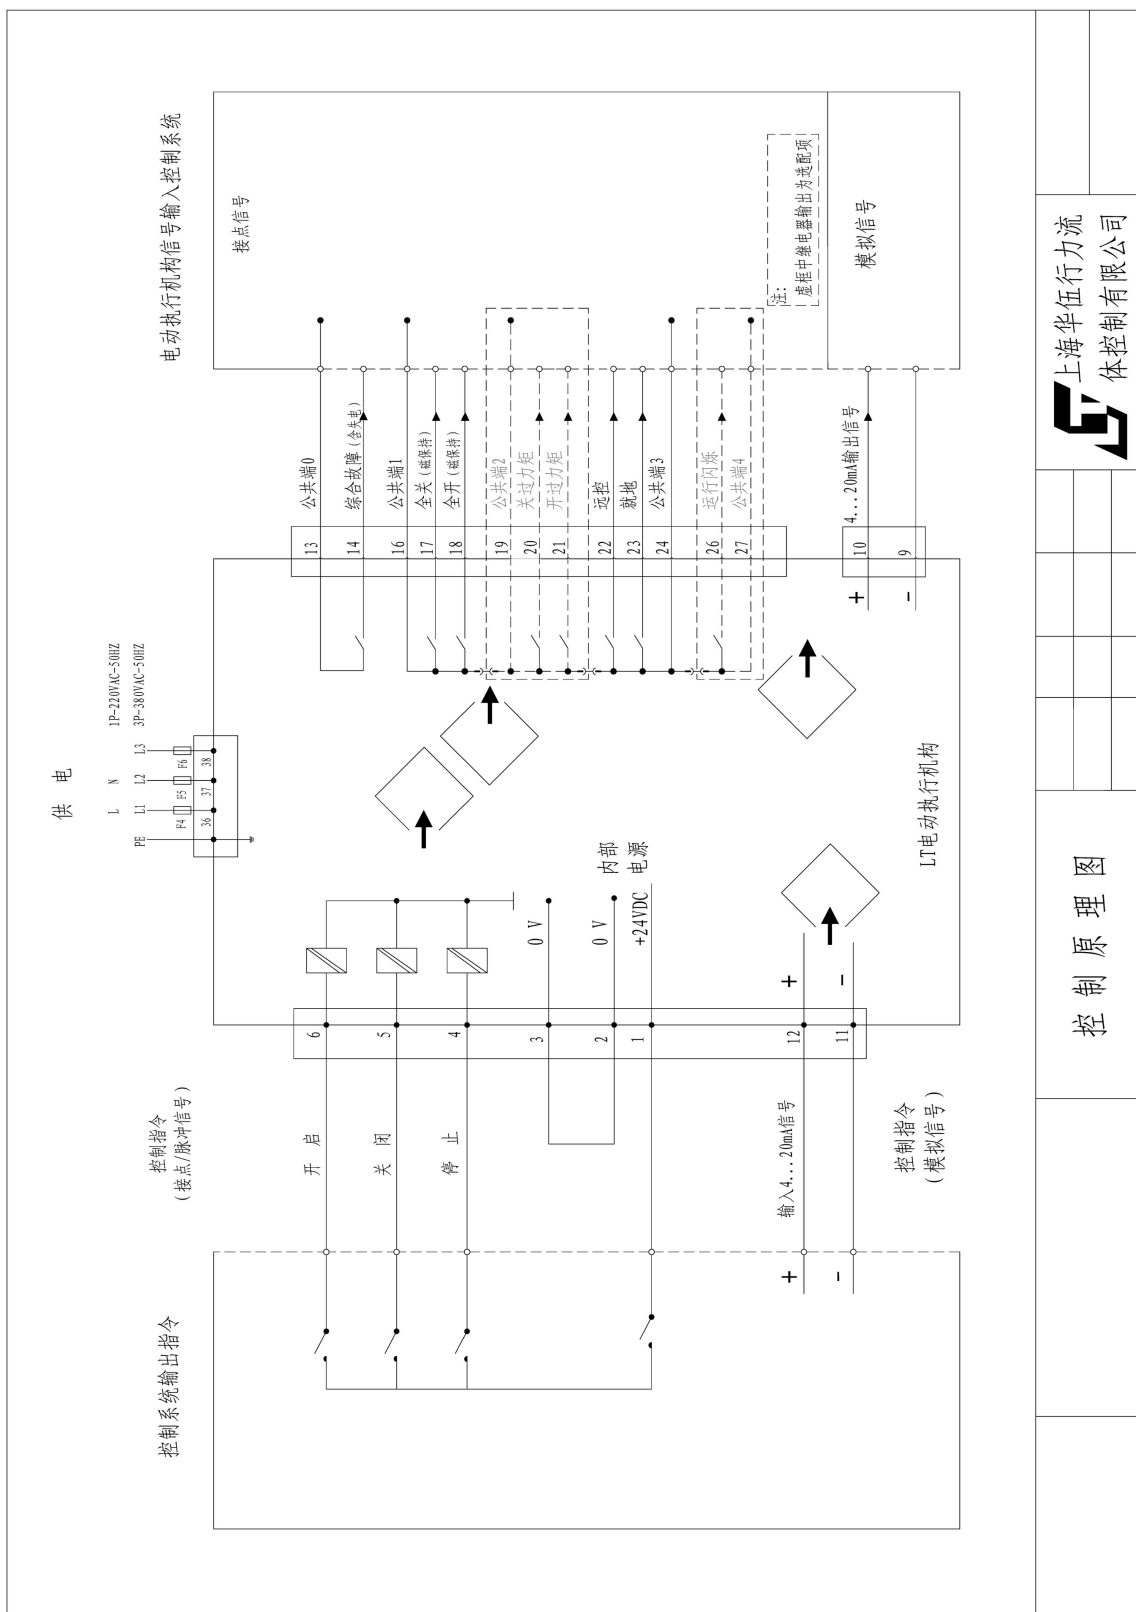 供 电
L N 1P-220VAC-50HZ
PE L1 L2 L3 3P-380VAC-50HZ
F4 F5 F6
36 37 38
控制系统输出指令
控制指令
(接点/脉冲信号)
电动执行机构信号输入控制系统
接点信号
开 启
6
关 闭
5
停 止
4
3
0 V
2
0 V
1
+24VDC
内部
电源
输入4...20mA信号
+
12
+
-
11
-
控制指令
(模拟信号)
LT电动执行机构
13
公共端0
14
综合故障(含失电)
16
公共端1
17
全关(磁保持)
18
全开(磁保持)
19
公共端2
20
关过力矩
21
开过力矩
22
远控
23
就地
24
公共端3
26
运行闪烁
27
公共端4
注:
虚框中继电器输出为选配项
+
10
4...20mA输出信号
-
9
模拟信号
控 制 原 理 图
上海华伍行力流
体控制有限公司